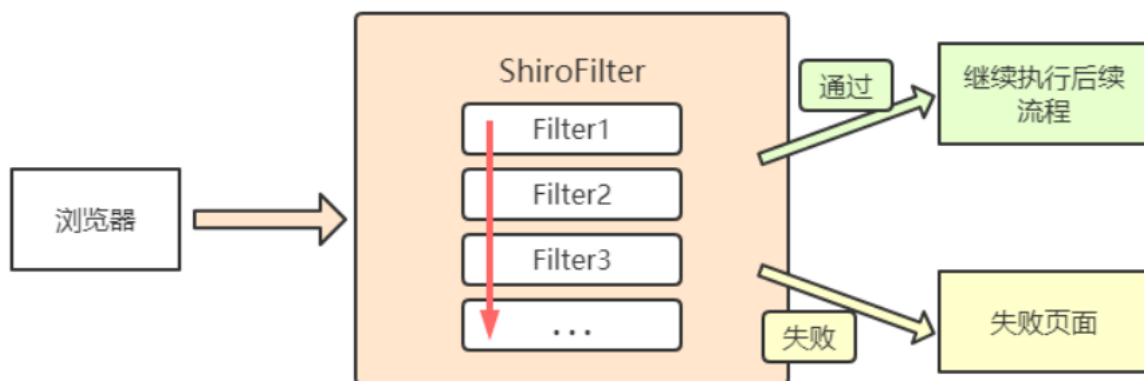 浏览器
ShiroFilter
Filter1
Filter2
Filter3
...
通过
继续执行后续
流程
失败
失败页面